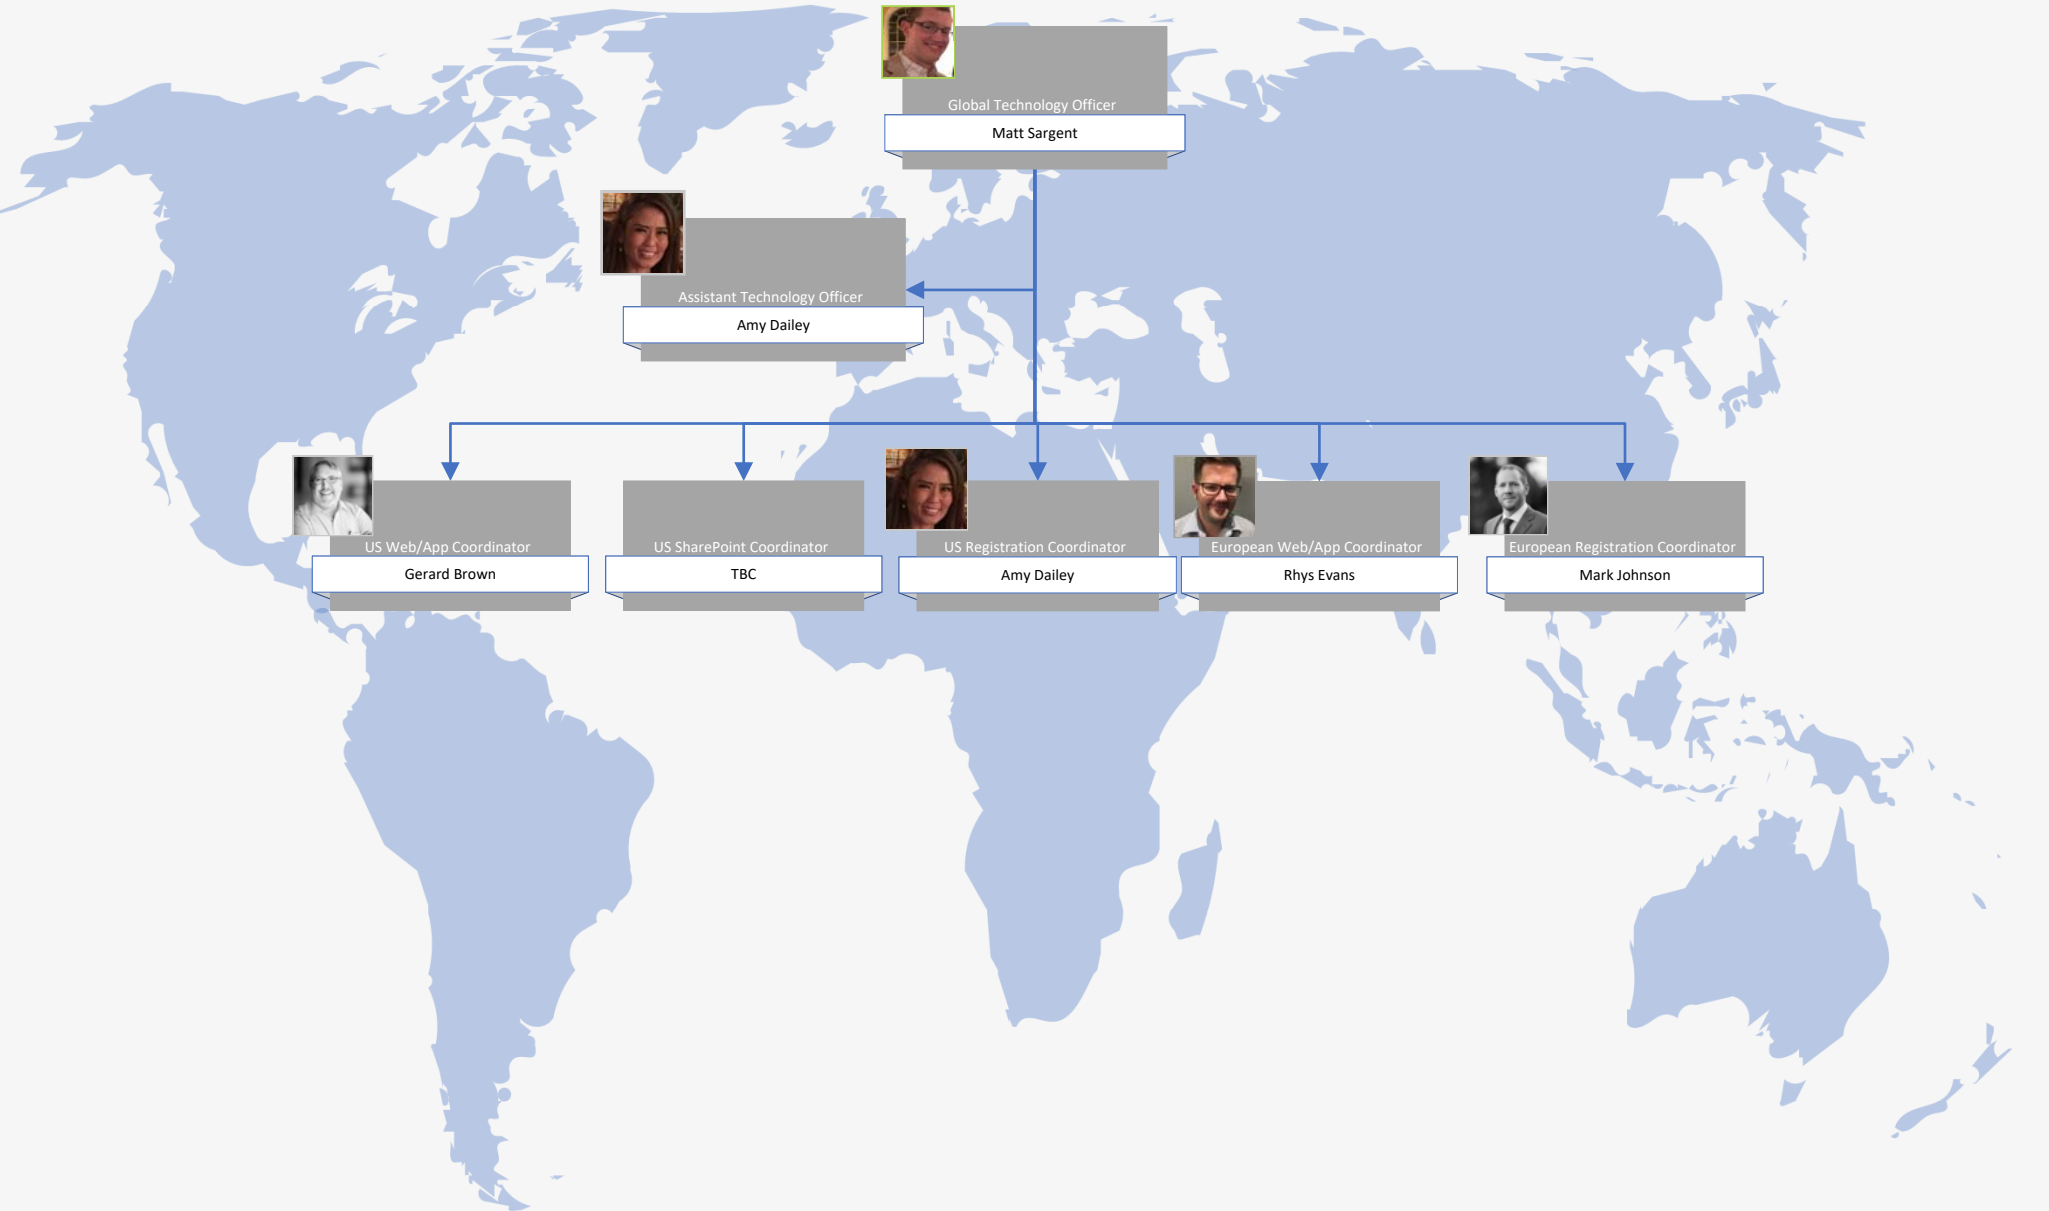 Global Technology Officer
Matt Sargent
Assistant Technology Officer
Amy Dailey
US Web/App Coordinator
Gerard Brown
US SharePoint Coordinator
TBC
US Registration Coordinator
Amy Dailey
European Web/App Coordinator
Rhys Evans
European Registration Coordinator
Mark Johnson